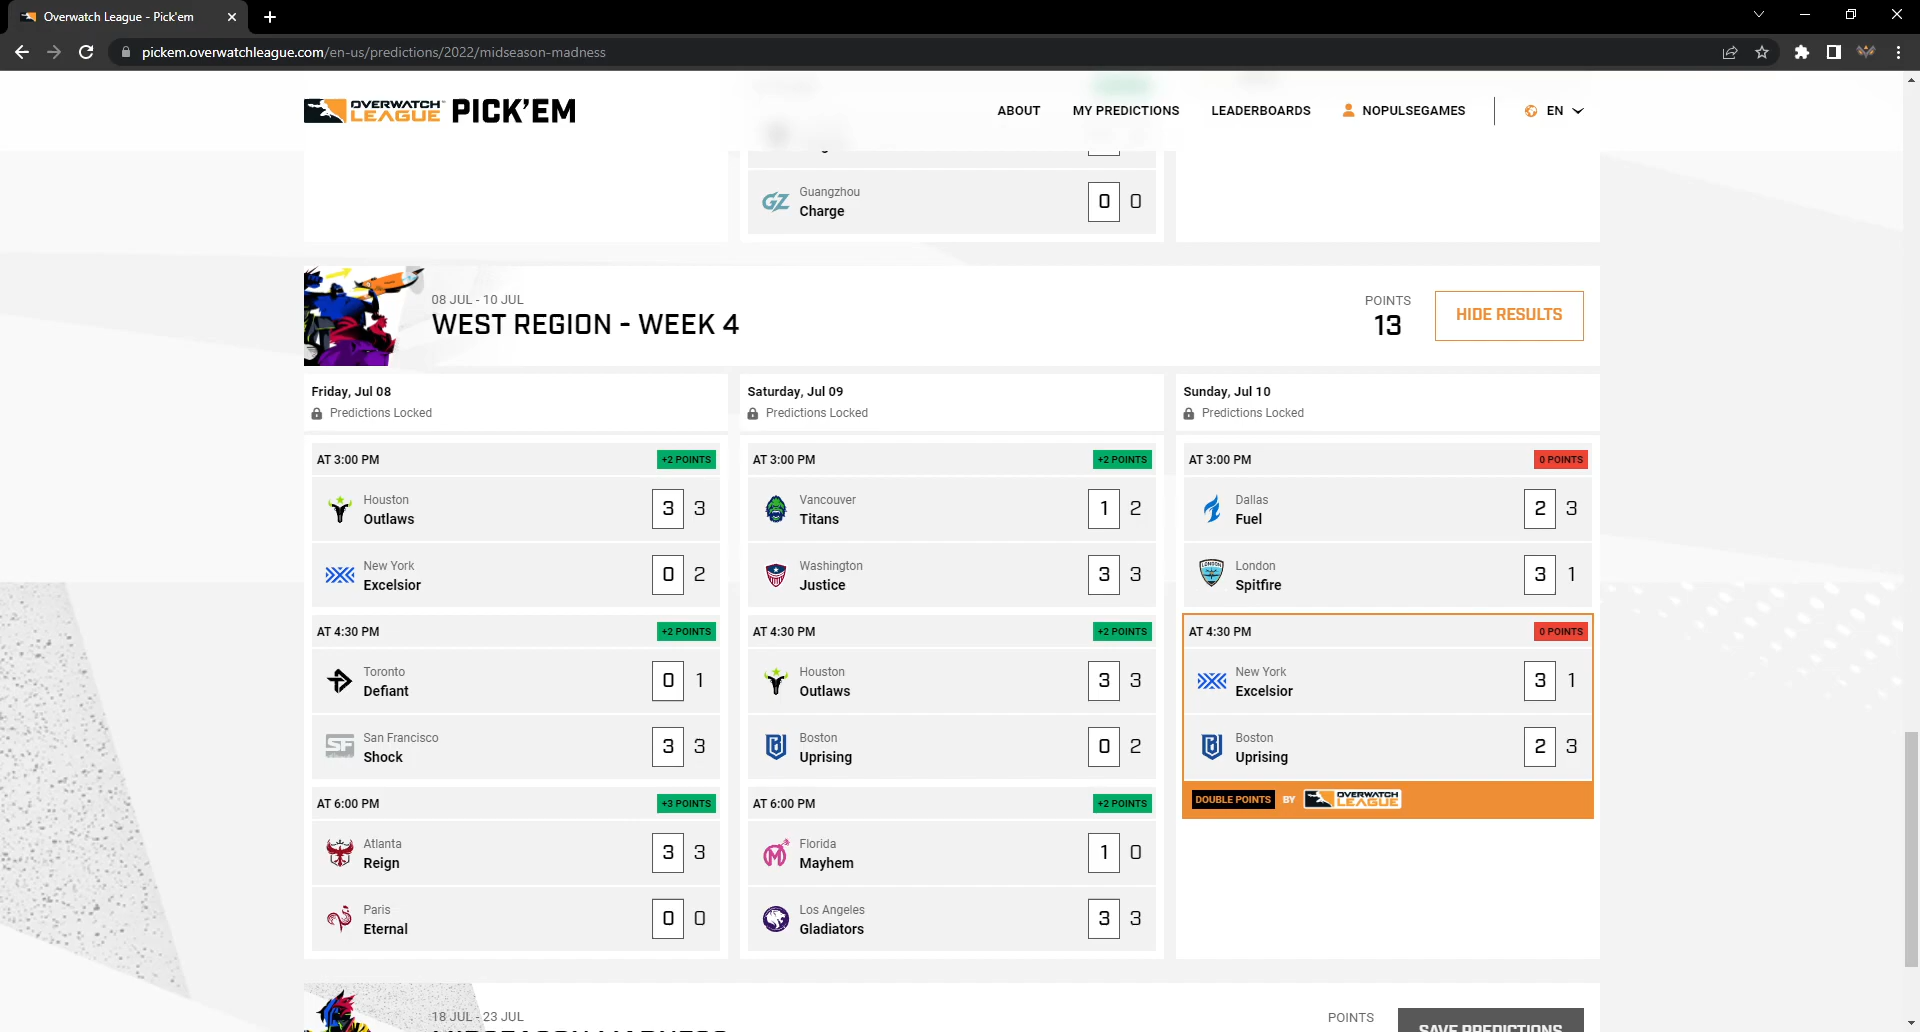 Overwatch League - Pick'em
pickem.overwatchleague.com/en-us/predictions/2022/midseason-madness
OVERWATCH LEAGUE PICK'EM
ABOUT
MY PREDICTIONS
LEADERBOARDS
NOPULSEGAMES
EN
GZ
Guangzhou
Charge
0 0
08 JUL - 10 JUL
WEST REGION - WEEK 4
POINTS
13
HIDE RESULTS
Friday, Jul 08
Predictions Locked
AT 3:00 PM
+2 POINTS
Houston
Outlaws
3 3
New York
Excelsior
0 2
AT 4:30 PM
+2 POINTS
Toronto
Defiant
0 1
SF
San Francisco
Shock
3 3
AT 6:00 PM
+3 POINTS
Atlanta
Reign
3 3
Paris
Eternal
0 0
Saturday, Jul 09
Predictions Locked
AT 3:00 PM
+2 POINTS
Vancouver
Titans
1 2
Washington
Justice
3 3
AT 4:30 PM
+2 POINTS
Houston
Outlaws
3 3
Boston
Uprising
0 2
AT 6:00 PM
+2 POINTS
Florida
Mayhem
1 0
Los Angeles
Gladiators
3 3
Sunday, Jul 10
Predictions Locked
AT 3:00 PM
0 POINTS
Dallas
Fuel
2 3
LONDON
London
Spitfire
3 1
AT 4:30 PM
0 POINTS
New York
Excelsior
3 1
Boston
Uprising
2 3
DOUBLE POINTS BY OVERWATCH LEAGUE
18 JUL - 23 JUL
MIDSEASON MADNESS
POINTS
SAVE PREDICTIONS